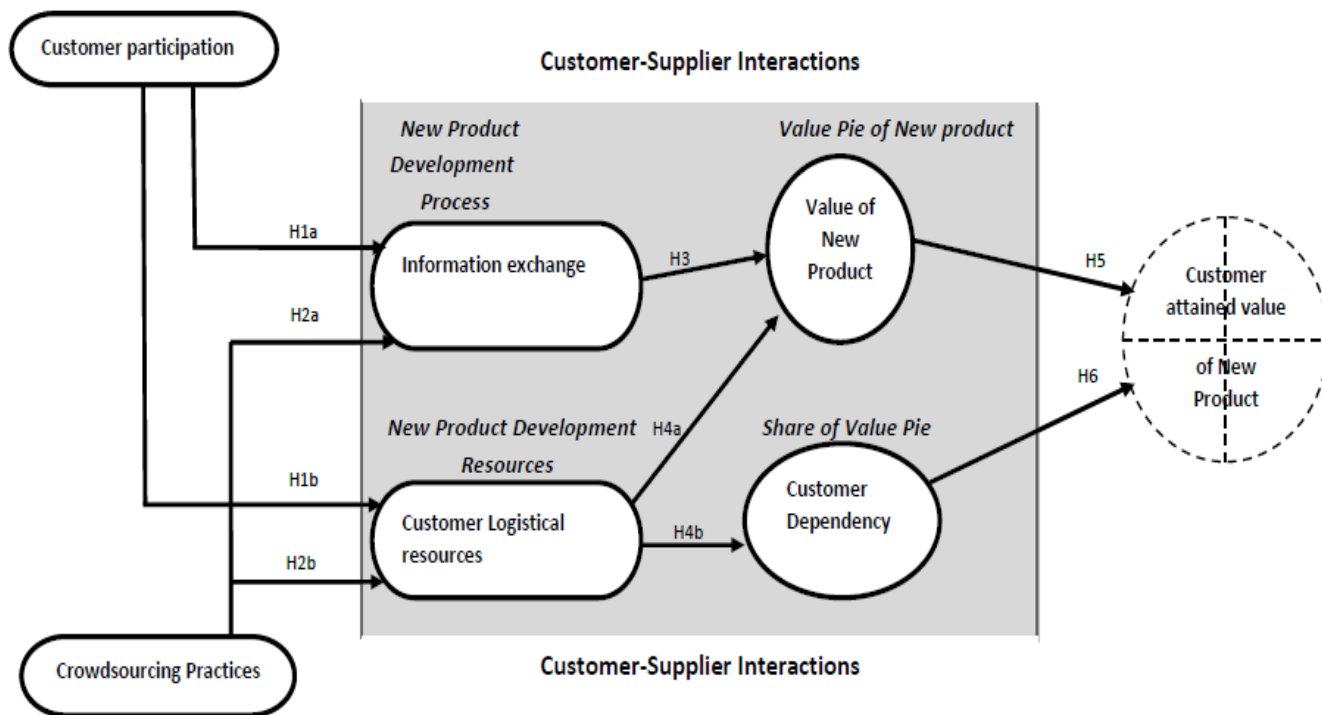 Customer participation
Customer-Supplier Interactions
New Product
Development
Process
Value Pie of New product
H1a
Information exchange
H3
Value of
New
Product
H5
Customer
attained value
of New
Product
H2a
H6
New Product Development
Resources
H4a
Share of Value Pie
H1b
Customer Logistical
resources
H4b
Customer
Dependency
H2b
Crowdsourcing Practices
Customer-Supplier Interactions